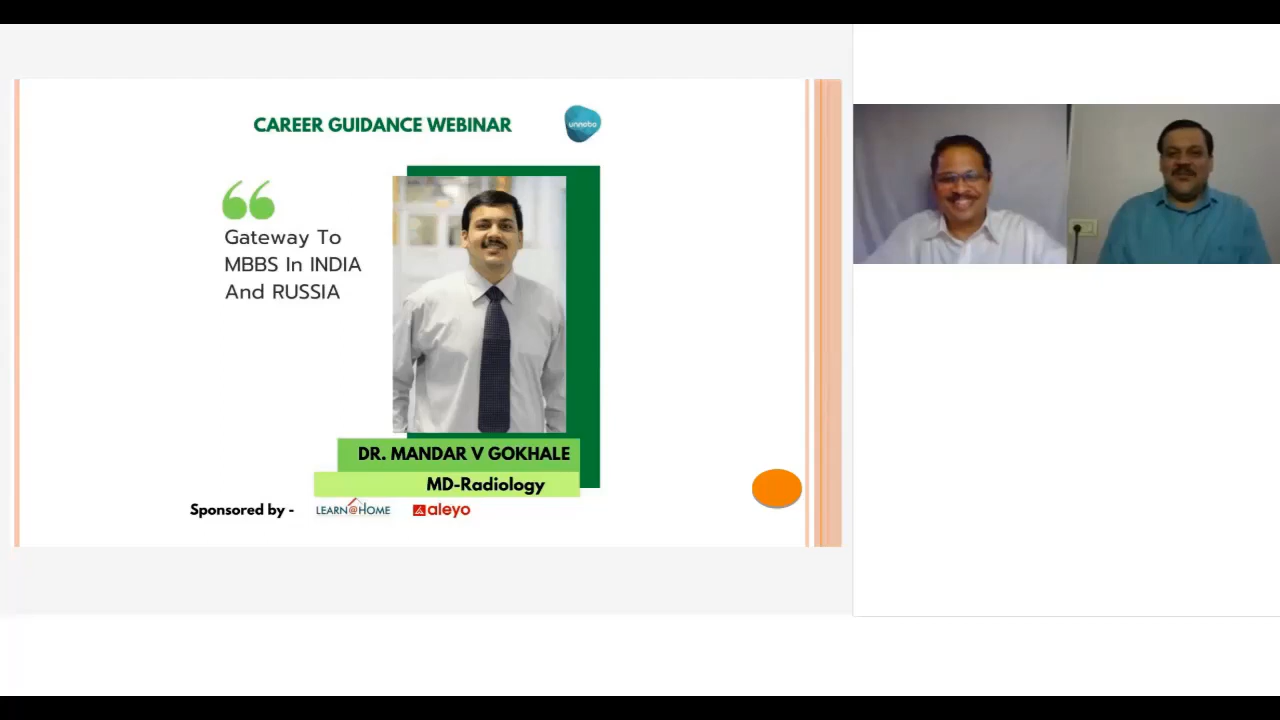 CAREER GUIDANCE WEBINAR
unnobo
Gateway To
MBBS In INDIA
And RUSSIA
DR. MANDAR V GOKHALE
MD-Radiology
Sponsored by -
LEARN@HOME
aleyo